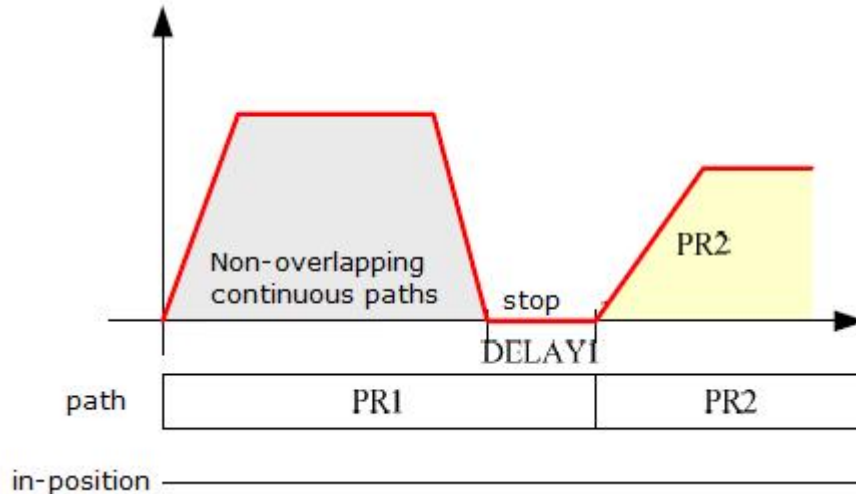 Non-overlapping
continuous paths
stop
PR2
DELAY1
path
PR1
PR2
in-position